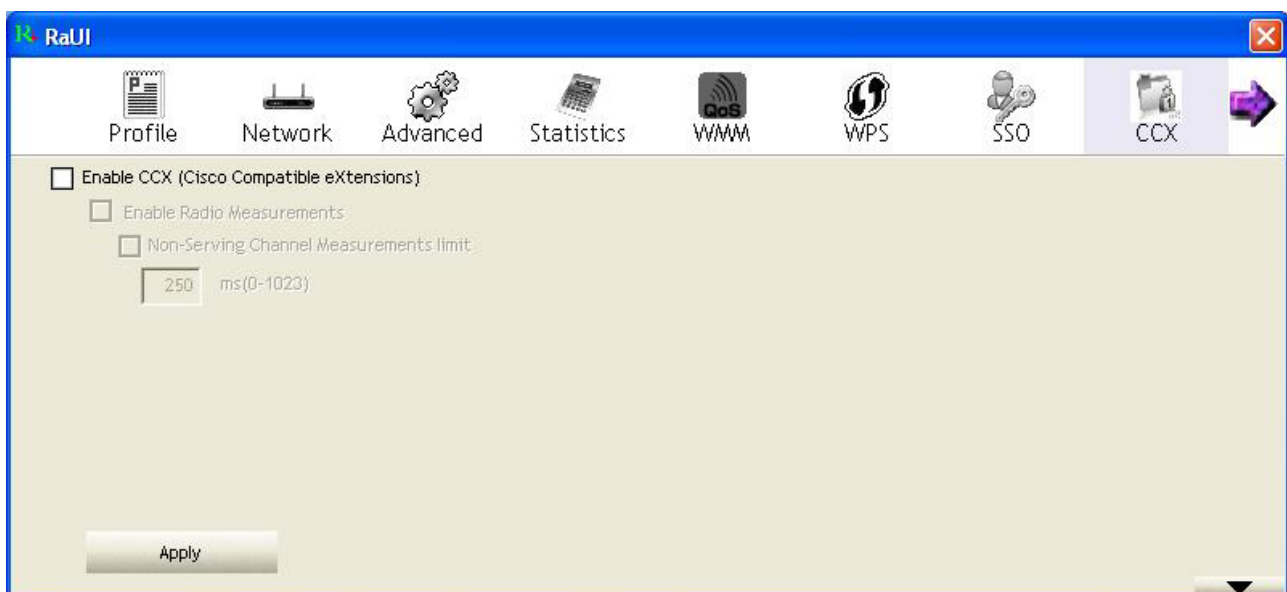 RaUI
Profile Network Advanced Statistics QoS WMM WPS SSO CCX
Enable CCX (Cisco Compatible eXtensions)
Enable Radio Measurements
Non-Serving Channel Measurements limit
250 ms(0-1023)
Apply